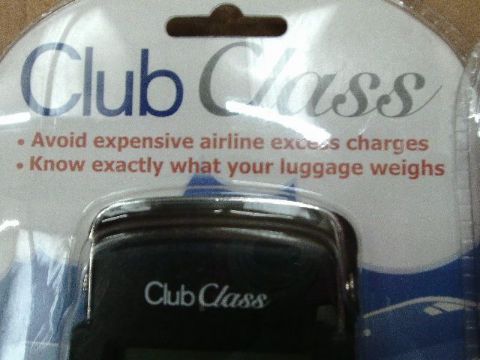 Club Class
• Avoid expensive airline excess charges
• Know exactly what your luggage weighs
Club Class